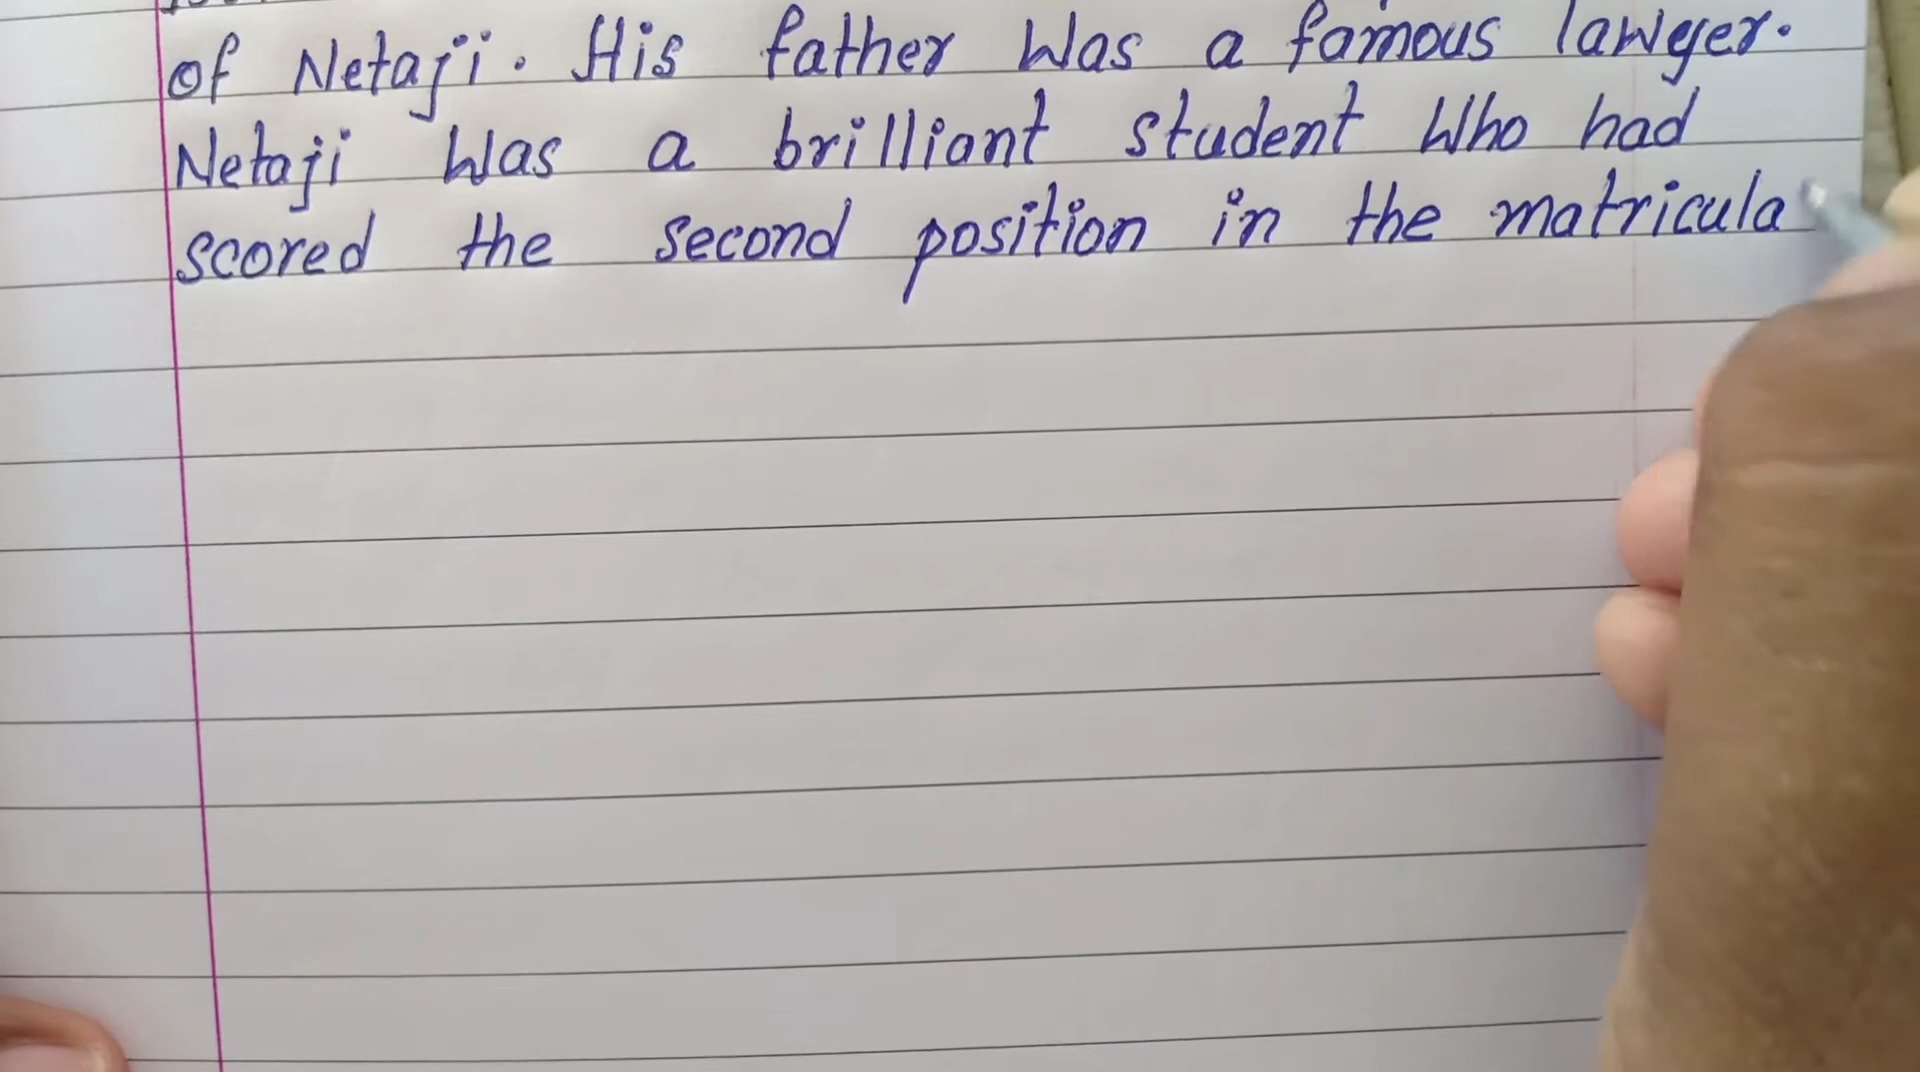 of Netaji. His father Was a famous lawyer.
Netaji Was a brilliant student Who had
scored the second position in the matricula